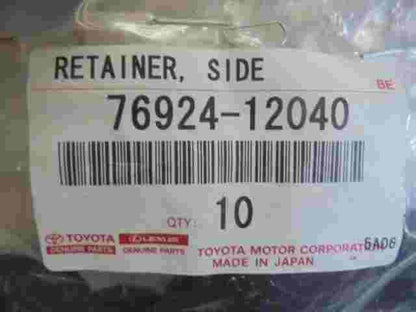 RETAINER, SIDE
BE
76924-12040
QTY: 10
TOYOTA LEXUS TOYOTA MOTOR CORPORAT 6A06
GENUINE PARTS GENUINE PARTS MADE IN JAPAN